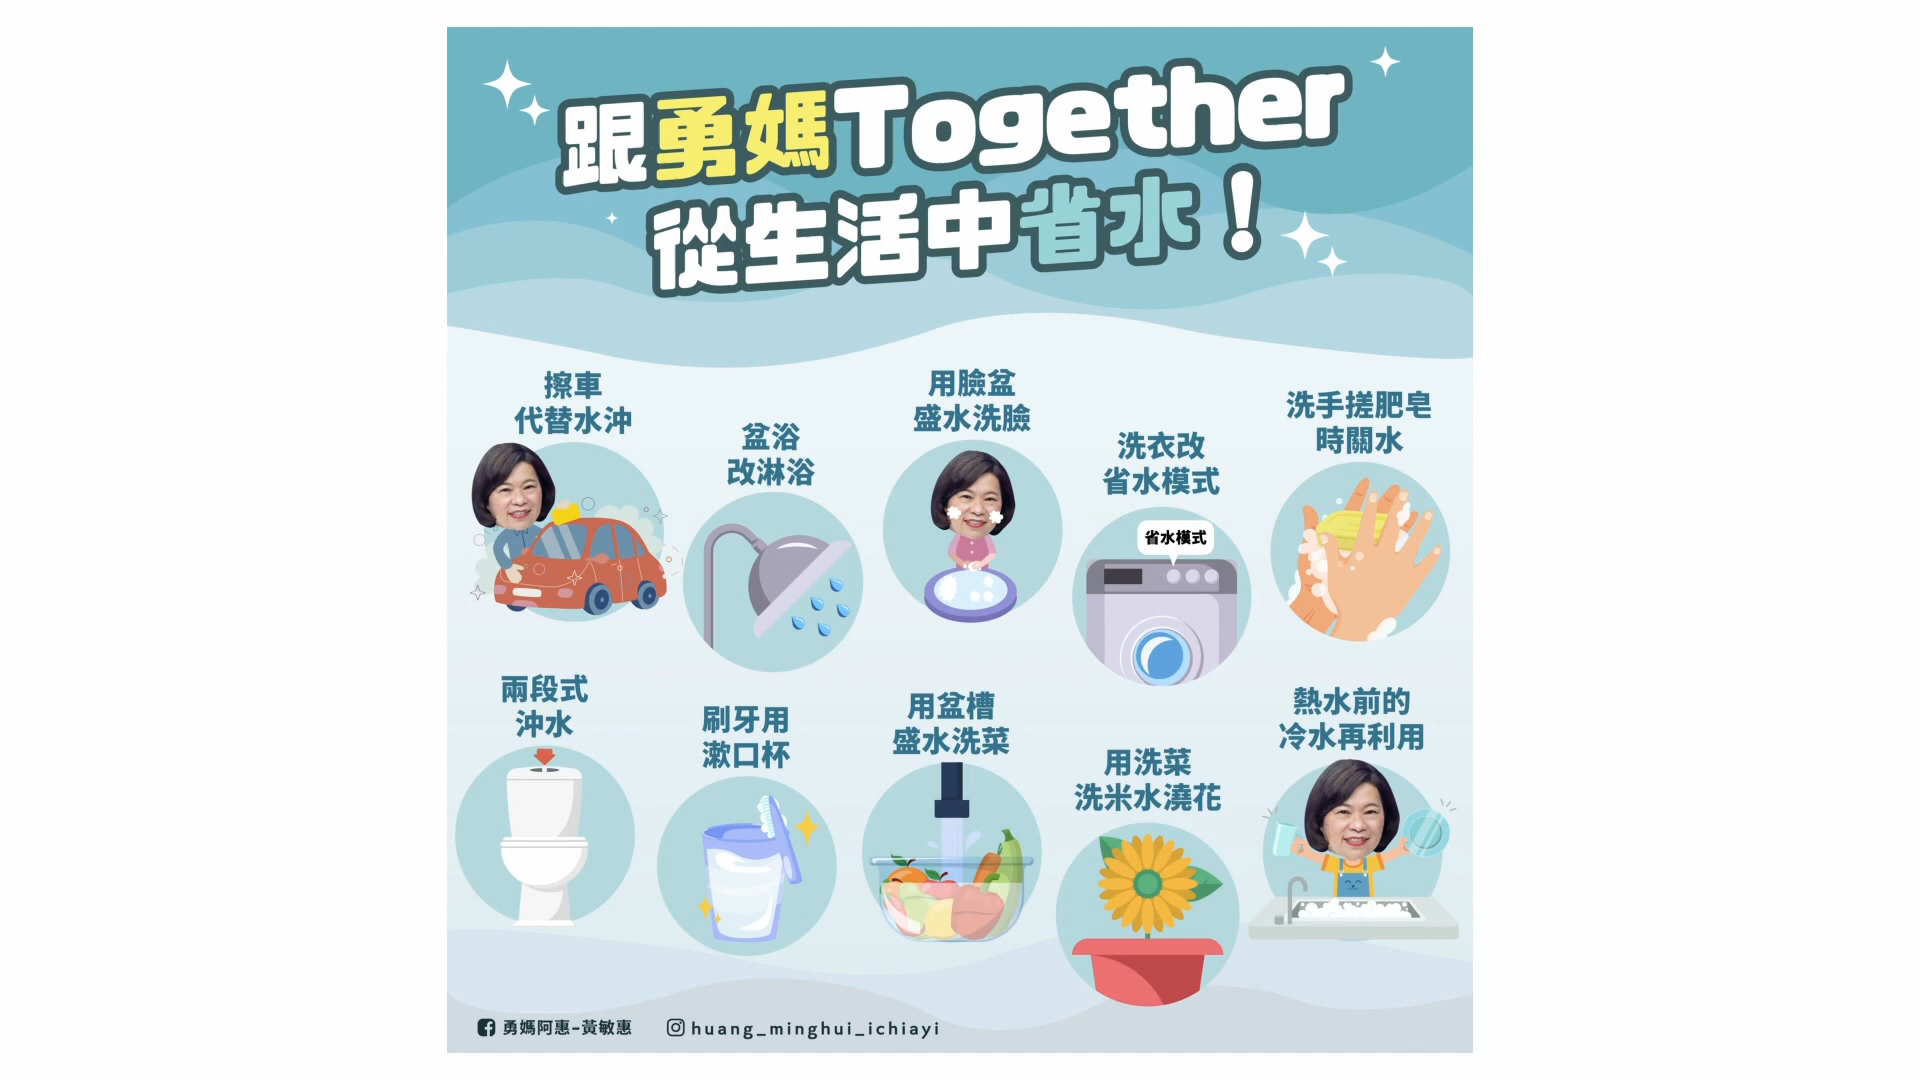 跟勇媽Together
從生活中省水！
擦車
代替水沖
盆浴
改淋浴
用臉盆
盛水洗臉
洗衣改
省水模式
省水模式
洗手搓肥皂
時關水
兩段式
沖水
刷牙用
漱口杯
用盆槽
盛水洗菜
用洗菜
洗米水澆花
熱水前的
冷水再利用
勇媽阿惠-黃敏惠
huang_minghui_ichiayi